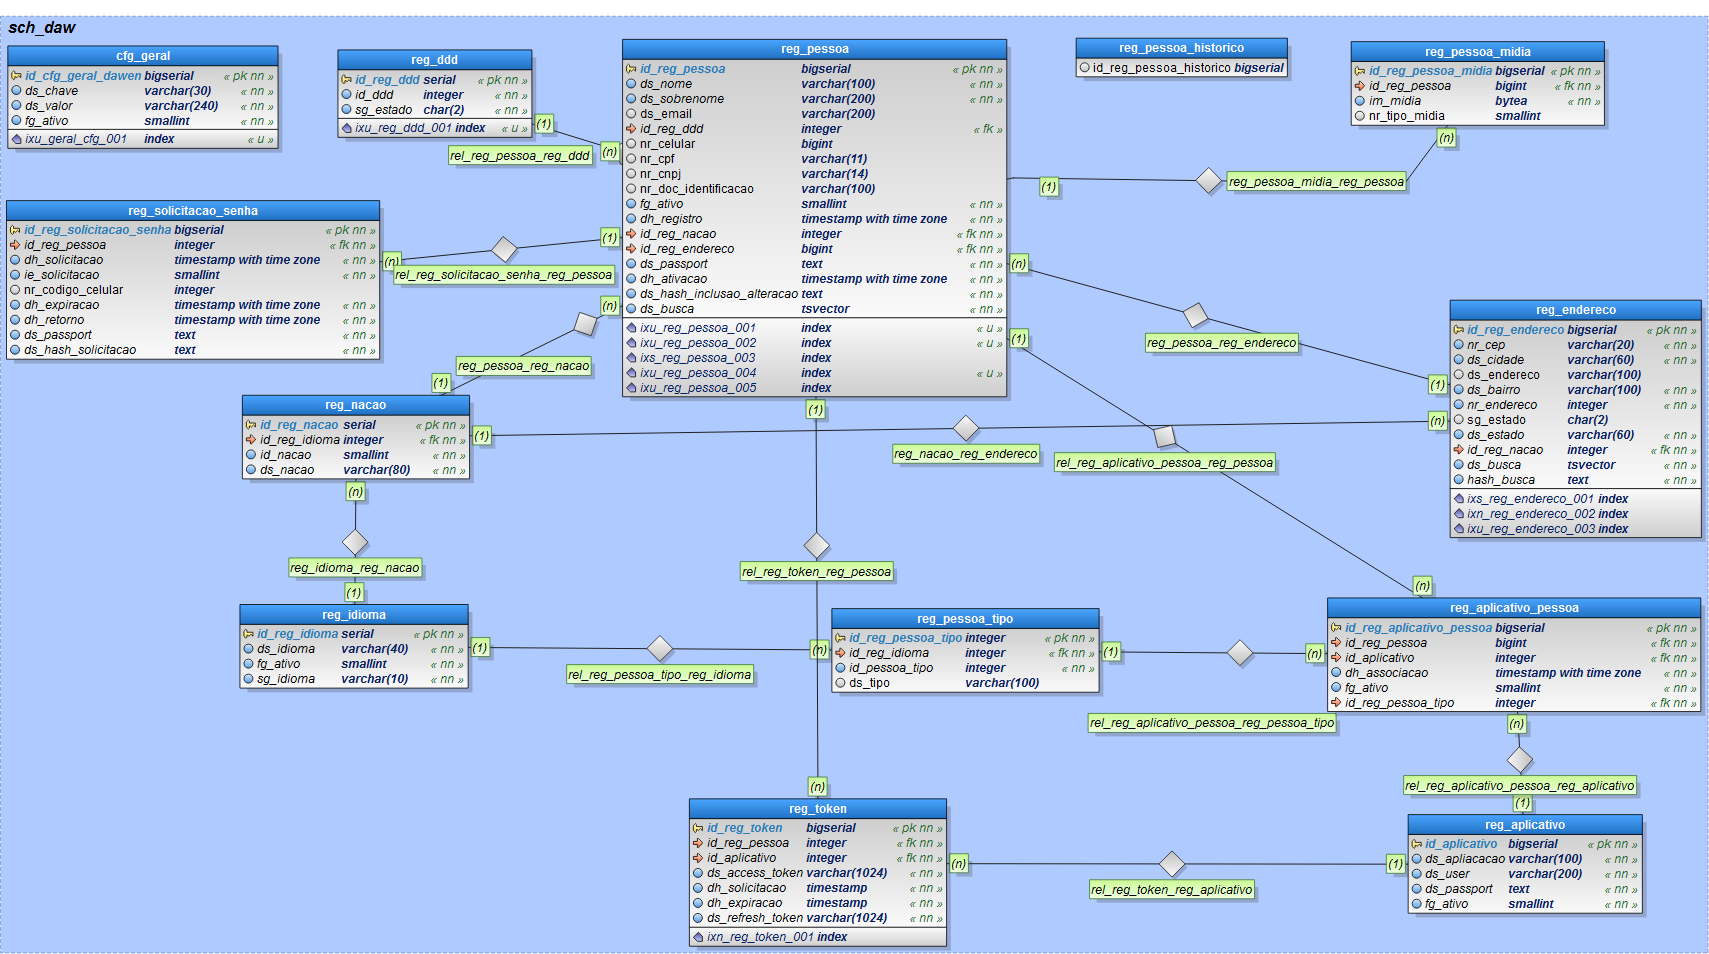 sch_daw
cfg_geral
id_cfg_geral_dawen bigserial « pk nn »
ds_chave varchar(30) « nn »
ds_valor varchar(240) « nn »
fg_ativo smallint « nn »
ixu_geral_cfg_001 index « u »
reg_ddd
id_reg_ddd serial « pk nn »
id_ddd integer « nn »
sg_estado char(2) « nn »
ixu_reg_ddd_001 index « u »
(1)
rel_reg_pessoa_reg_ddd
(n)
reg_pessoa
id_reg_pessoa bigserial « pk nn »
ds_nome varchar(100) « nn »
ds_sobrenome varchar(200) « nn »
ds_email varchar(200)
id_reg_ddd integer « fk »
nr_celular bigint
nr_cpf varchar(11)
nr_cnpj varchar(14)
nr_doc_identificacao varchar(100)
fg_ativo smallint « nn »
dh_registro timestamp with time zone « nn »
id_reg_nacao integer « fk nn »
id_reg_endereco bigint « fk nn »
ds_passport text « nn »
dh_ativacao timestamp with time zone « nn »
ds_hash_inclusao_alteracao text « nn »
ds_busca tsvector « nn »
ixu_reg_pessoa_001 index « u »
ixu_reg_pessoa_002 index « u »
ixs_reg_pessoa_003 index
ixu_reg_pessoa_004 index « u »
ixu_reg_pessoa_005 index
reg_pessoa_historico
id_reg_pessoa_historico bigserial
reg_pessoa_midia
id_reg_pessoa_midia bigserial « pk nn »
id_reg_pessoa bigint « fk nn »
im_midia bytea « nn »
nr_tipo_midia smallint
(n)
(1)
reg_pessoa_midia_reg_pessoa
reg_solicitacao_senha
id_reg_solicitacao_senha bigserial « pk nn »
id_reg_pessoa integer « fk nn »
dh_solicitacao timestamp with time zone « nn »
ie_solicitacao smallint « nn »
nr_codigo_celular integer
dh_expiracao timestamp with time zone « nn »
dh_retorno timestamp with time zone « nn »
ds_passport text « nn »
ds_hash_solicitacao text « nn »
(1)
(n)
rel_reg_solicitacao_senha_reg_pessoa
(n)
reg_pessoa_reg_nacao
(1)
(n)
reg_pessoa_reg_endereco
(1)
(1)
reg_endereco
id_reg_endereco bigserial « pk nn »
nr_cep varchar(20) « nn »
ds_cidade varchar(60) « nn »
ds_endereco varchar(100)
ds_bairro varchar(100) « nn »
nr_endereco integer « nn »
sg_estado char(2)
ds_estado varchar(60) « nn »
id_reg_nacao integer « fk nn »
ds_busca tsvector « nn »
hash_busca text « nn »
ixs_reg_endereco_001 index
ixn_reg_endereco_002 index
ixu_reg_endereco_003 index
reg_nacao
id_reg_nacao serial « pk nn »
id_reg_idioma integer « fk nn »
id_nacao smallint « nn »
ds_nacao varchar(80) « nn »
(1)
(n)
reg_nacao_reg_endereco
rel_reg_aplicativo_pessoa_reg_pessoa
(n)
(n)
reg_idioma_reg_nacao
(1)
(1)
rel_reg_token_reg_pessoa
(n)
reg_idioma
id_reg_idioma serial « pk nn »
ds_idioma varchar(40) « nn »
fg_ativo smallint « nn »
sg_idioma varchar(10) « nn »
(1)
(n)
rel_reg_pessoa_tipo_reg_idioma
reg_pessoa_tipo
id_reg_pessoa_tipo integer « pk nn »
id_reg_idioma integer « fk nn »
id_pessoa_tipo integer « nn »
ds_tipo varchar(100)
(1)
(n)
rel_reg_aplicativo_pessoa_reg_pessoa_tipo
reg_aplicativo_pessoa
id_reg_aplicativo_pessoa bigserial « pk nn »
id_reg_pessoa bigint « fk nn »
id_aplicativo integer « fk nn »
dh_associacao timestamp with time zone « nn »
fg_ativo smallint « nn »
id_reg_pessoa_tipo integer « fk nn »
(n)
rel_reg_aplicativo_pessoa_reg_aplicativo
(1)
reg_token
id_reg_token bigserial « pk nn »
id_reg_pessoa integer « fk nn »
id_aplicativo integer « fk nn »
ds_access_token varchar(1024) « nn »
dh_solicitacao timestamp « nn »
dh_expiracao timestamp « nn »
ds_refresh_token varchar(1024) « nn »
ixn_reg_token_001 index
(n)
(1)
rel_reg_token_reg_aplicativo
reg_aplicativo
id_aplicativo bigserial « pk nn »
ds_apliacacao varchar(100) « nn »
ds_user varchar(200) « nn »
ds_passport text « nn »
fg_ativo smallint « nn »